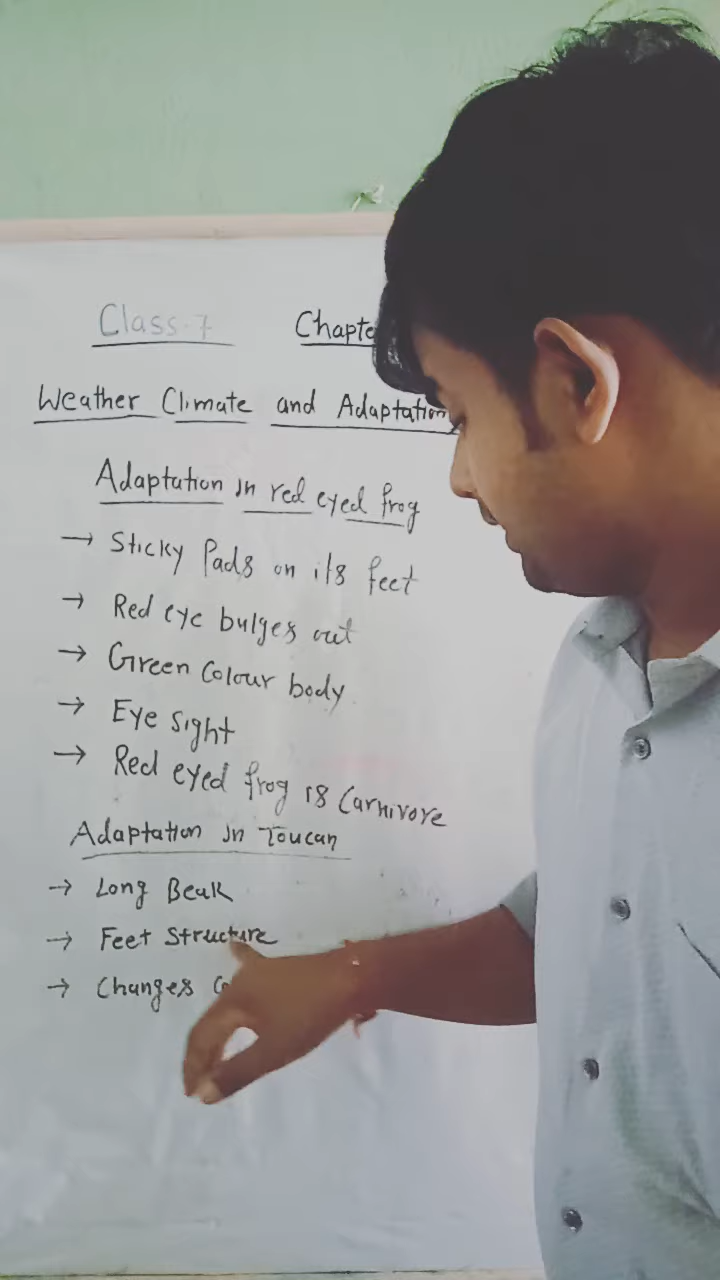 Class-7 Chapte
Weather Climate and Adaptation
Adaptation in red eyed frog
→ Sticky Pads on its feet
→ Red eye bulges out
→ Green Colour body
→ Eye sight
→ Red eyed frog is Carnivore
Adaptation in Toucan
→ Long Beak
→ Feet Structure
→ Changes